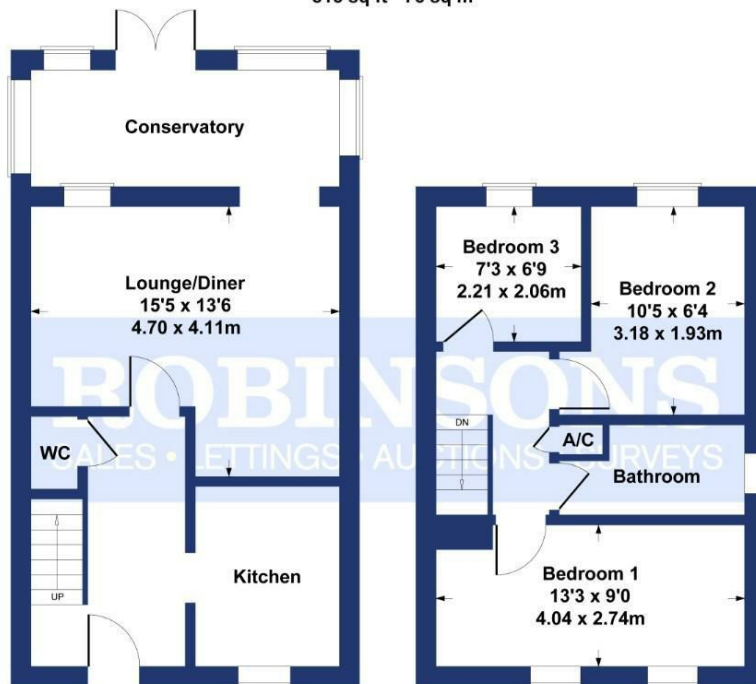 Conservatory
Lounge/Diner
15'5 x 13'6
4.70 x 4.11m
WC
UP
Kitchen
Bedroom 3
7'3 x 6'9
2.21 x 2.06m
Bedroom 2
10'5 x 6'4
3.18 x 1.93m
DN
A/C
Bathroom
Bedroom 1
13'3 x 9'0
4.04 x 2.74m
ROBINSONS
SALES • LETTINGS • AUCTIONS • SURVEYS